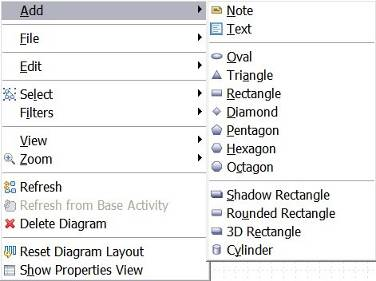 Add
File
Edit
Select
Filters
View
Zoom
Refresh
Refresh from Base Activity
Delete Diagram
Reset Diagram Layout
Show Properties View
Note
Text
Oval
Triangle
Rectangle
Diamond
Pentagon
Hexagon
Octagon
Shadow Rectangle
Rounded Rectangle
3D Rectangle
Cylinder